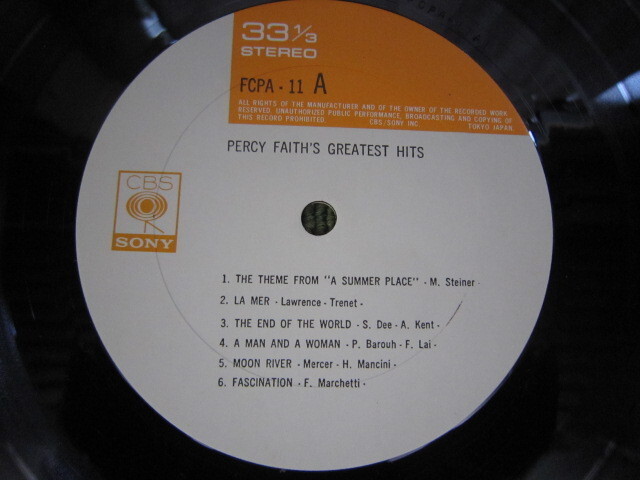 33 1/3
STEREO
FCPA · 11 A
ALL RIGHTS OF THE MANUFACTURER AND OF THE OWNER OF THE RECORDED WORK
RESERVED. UNAUTHORIZED PUBLIC PERFORMANCE, BROADCASTING AND COPYING OF
THIS RECORD PROHIBITED. CBS/SONY INC. TOKYO JAPAN.
PERCY FAITH'S GREATEST HITS
CBS
SONY
1. THE THEME FROM "A SUMMER PLACE" - M. Steiner -
2. LA MER - Lawrence - Trenet -
3. THE END OF THE WORLD - S. Dee - A. Kent -
4. A MAN AND A WOMAN - P. Barouh - F. Lai -
5. MOON RIVER - Mercer - H. Mancini -
6. FASCINATION - F. Marchetti -